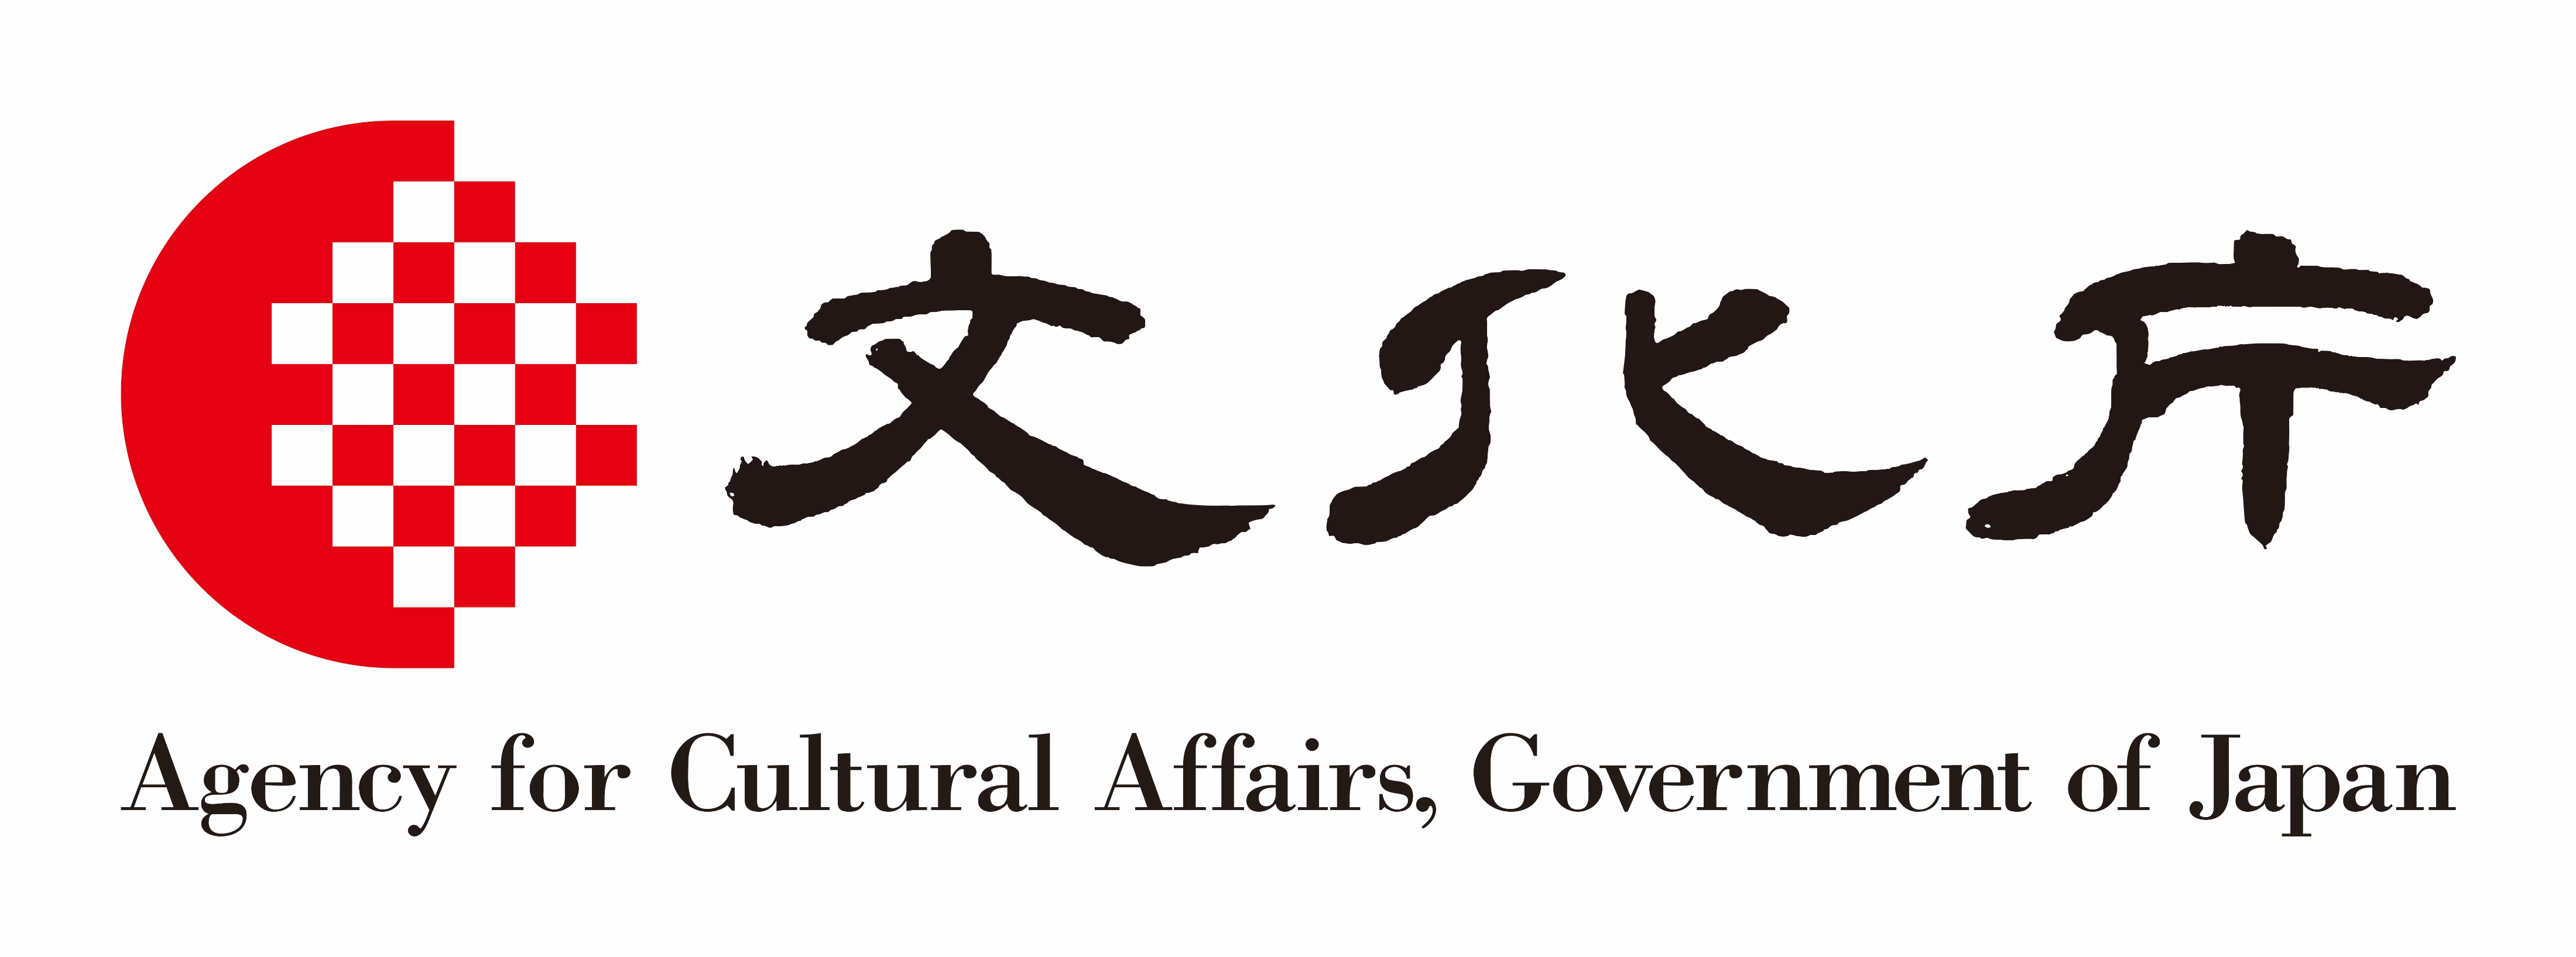 文化庁
Agency for Cultural Affairs, Government of Japan